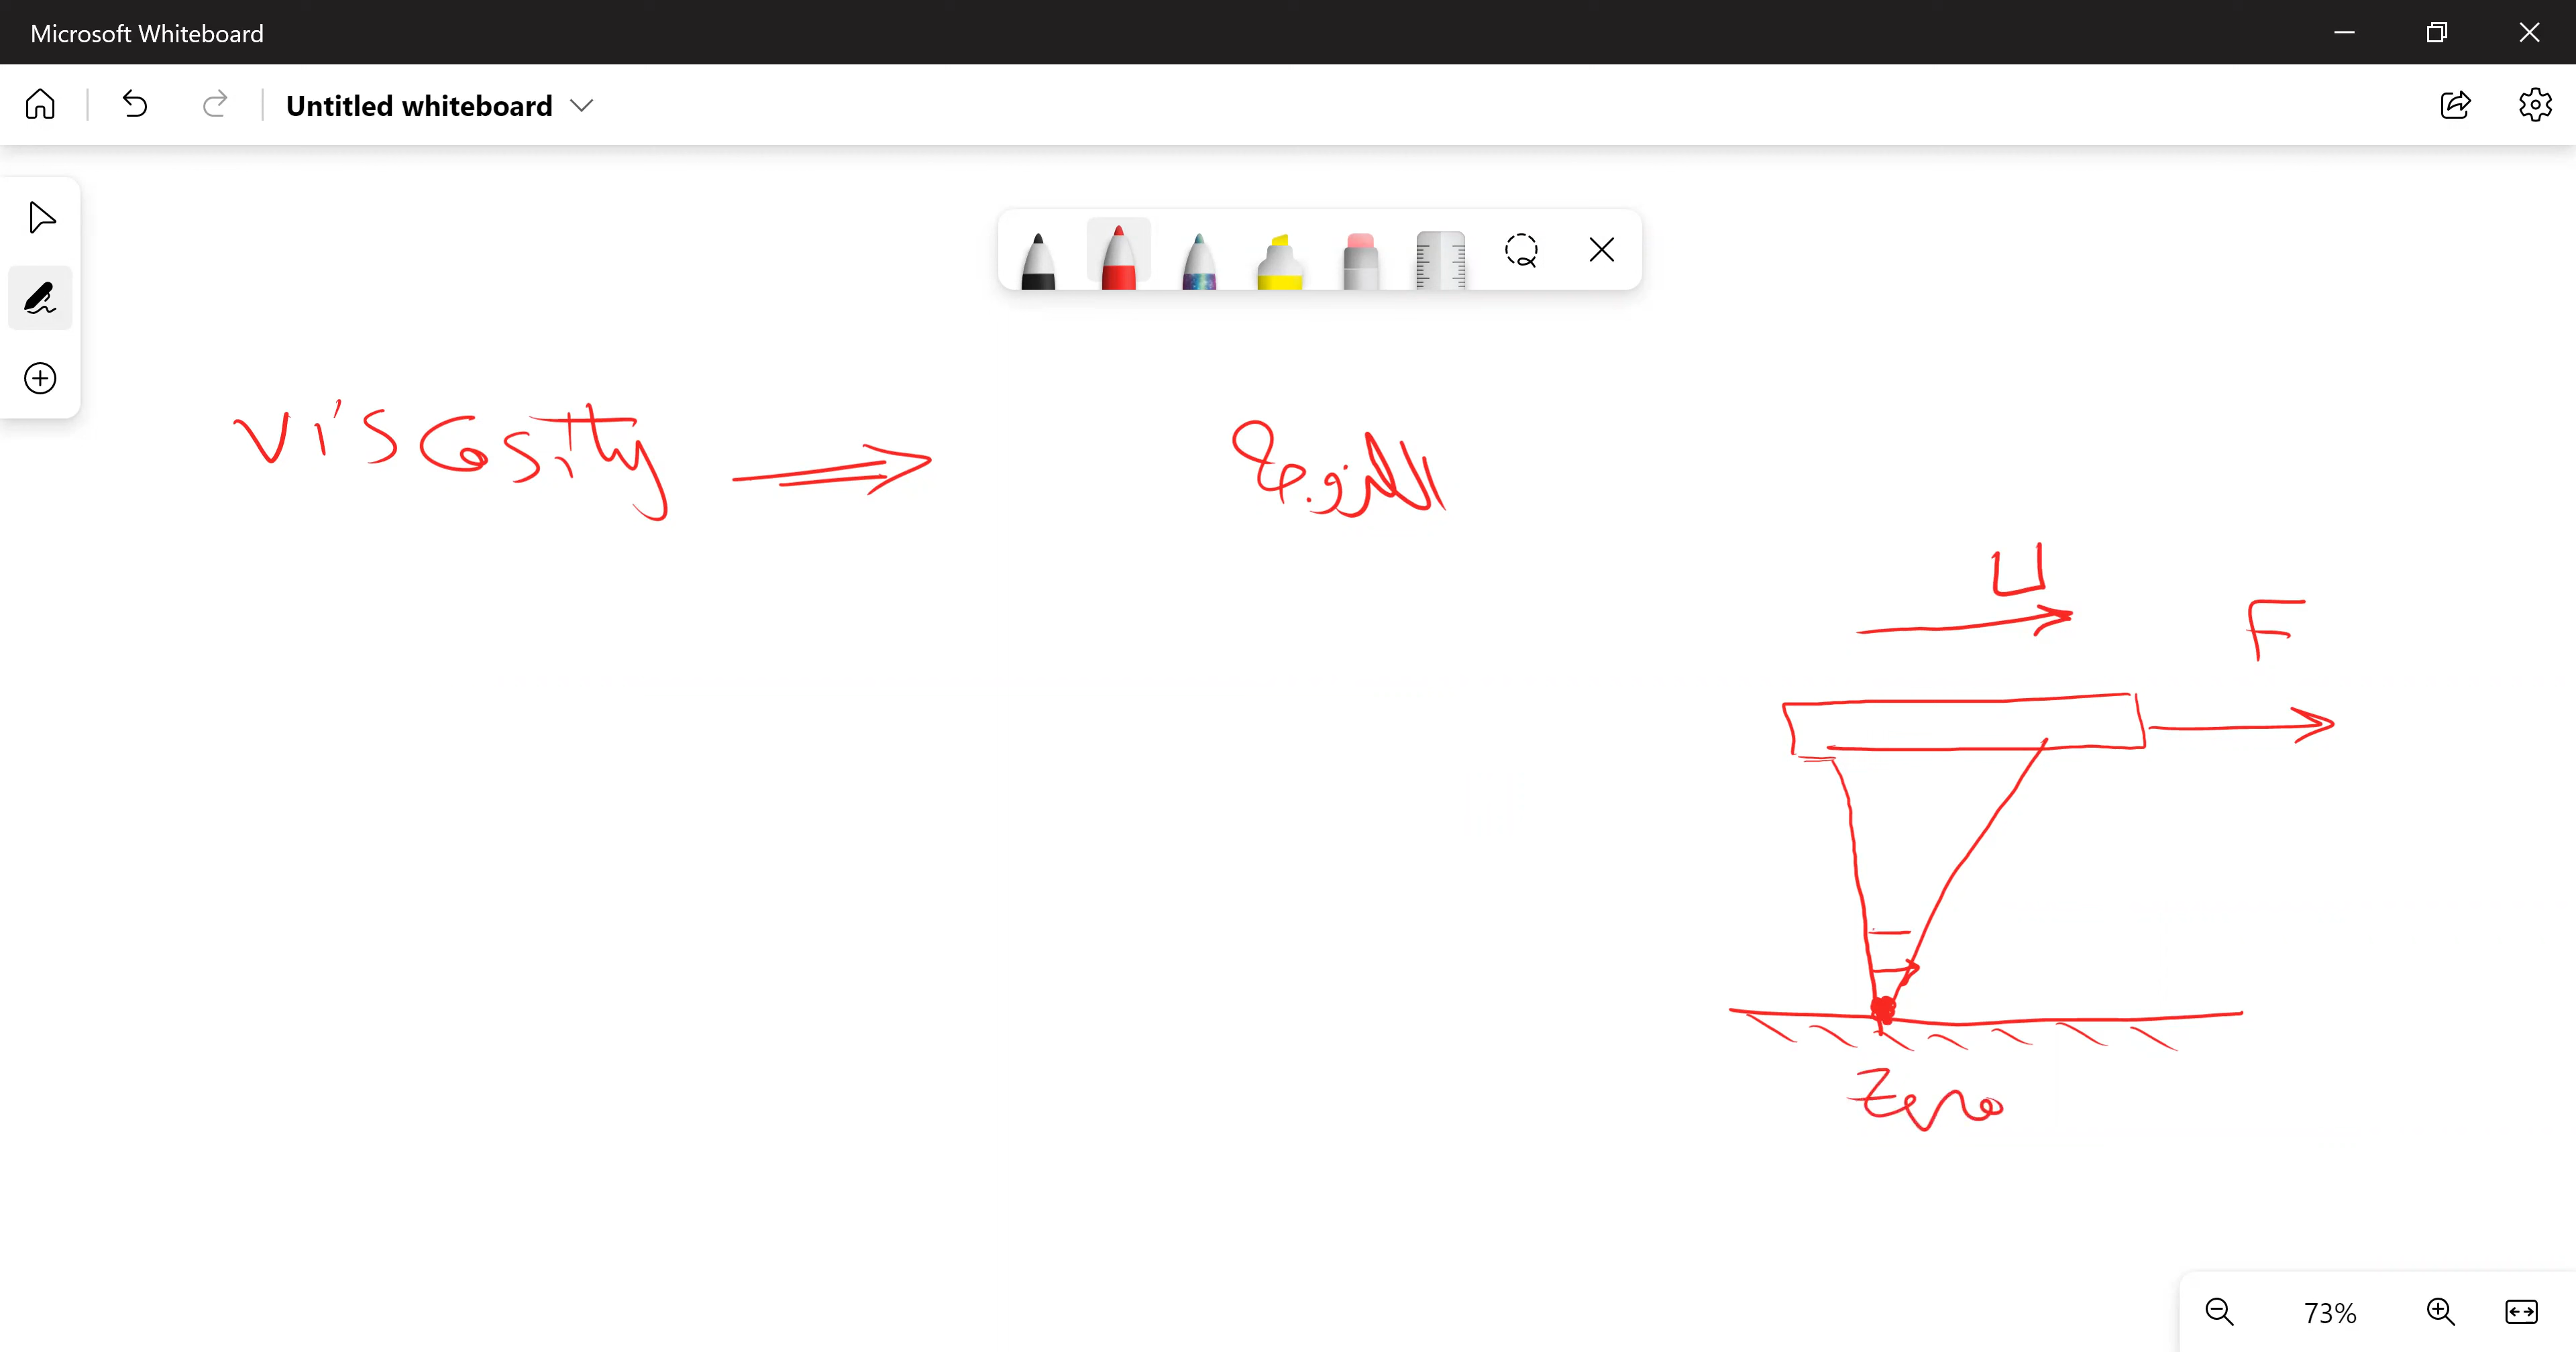 Microsoft Whiteboard
Untitled whiteboard
Viscosity ⇒ اللزوجة
U
F
Zero
73%